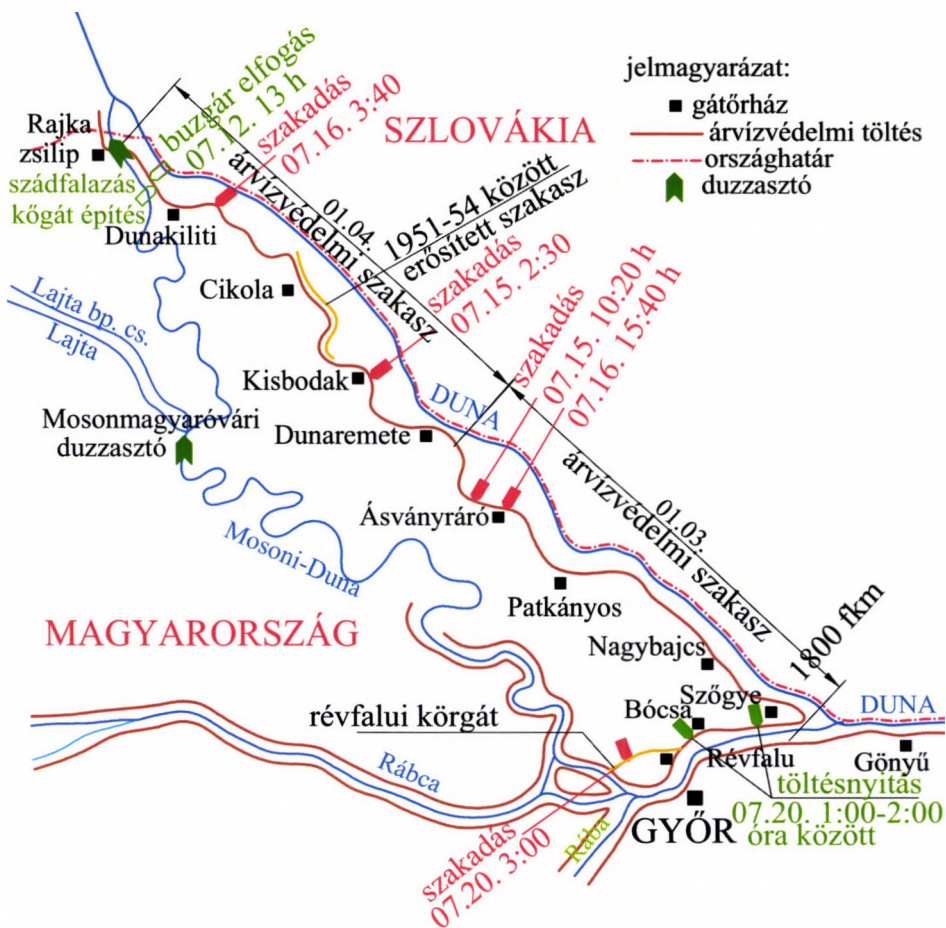 jelmagyarázat:
gátőrház
árvízvédelmi töltés
országhatár
duzzasztó
SZLOVÁKIA
buzgár elfogás
07.12. 13 h
szakadás
07.16. 3:40
Rajka
zsilip
szádfalazás
kőgát építés
Dunakiliti
01.04.
árvízvédelmi szakasz
1951-54 között
erősített szakasz
Cikola
szakadás
07.15. 2:30
Lajta bp. cs.
Lajta
Kisbodak
DUNA
szakadás
07.15. 10:20 h
07.16. 15:40 h
Mosonmagyaróvári
duzzasztó
Dunaremete
Ásványráró
01.03.
árvízvédelmi szakasz
Mosoni-Duna
Patkányos
MAGYARORSZÁG
Nagybajcs
1800 fkm
Szőgye
Bócsa
DUNA
révfalui körgát
Révfalu
Gönyű
Rábca
töltésnyitás
07.20. 1:00-2:00
óra között
GYŐR
Rába
szakadás
07.20. 3:00